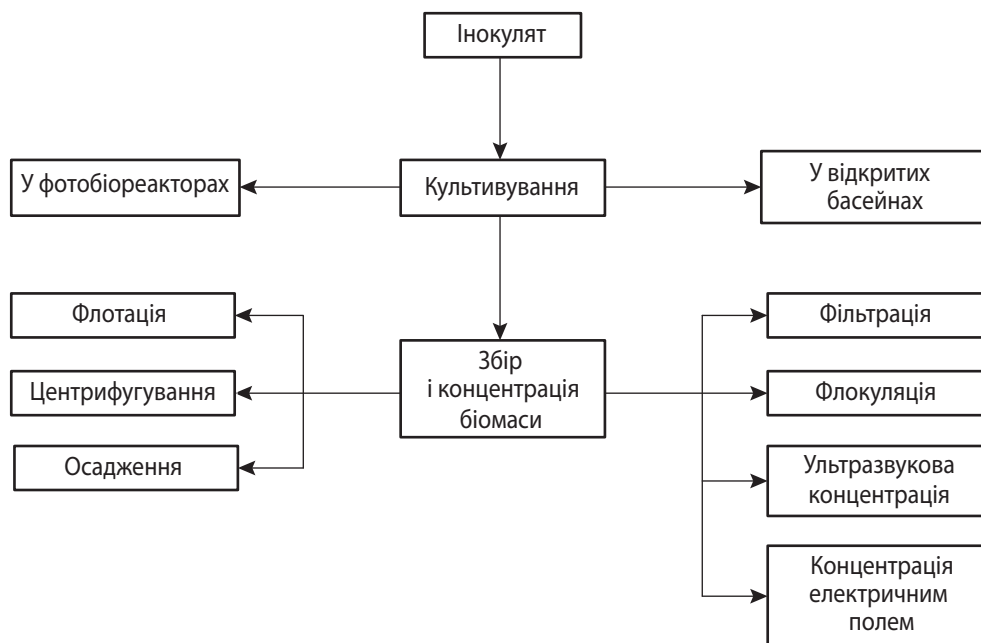 Інокулят
У фотобіореакторах
Культивування
У відкритих
басейнах
Флотація
Центрифугування
Осадження
Збір
і концентрація
біомаси
Фільтрація
Флокуляція
Ультразвукова
концентрація
Концентрація
електричним
полем